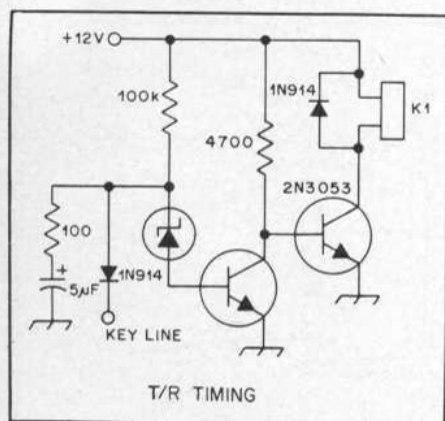 +12V
100k
1N914
K1
4700
2N3053
100
+
5µF
1N914
KEY LINE
T/R TIMING